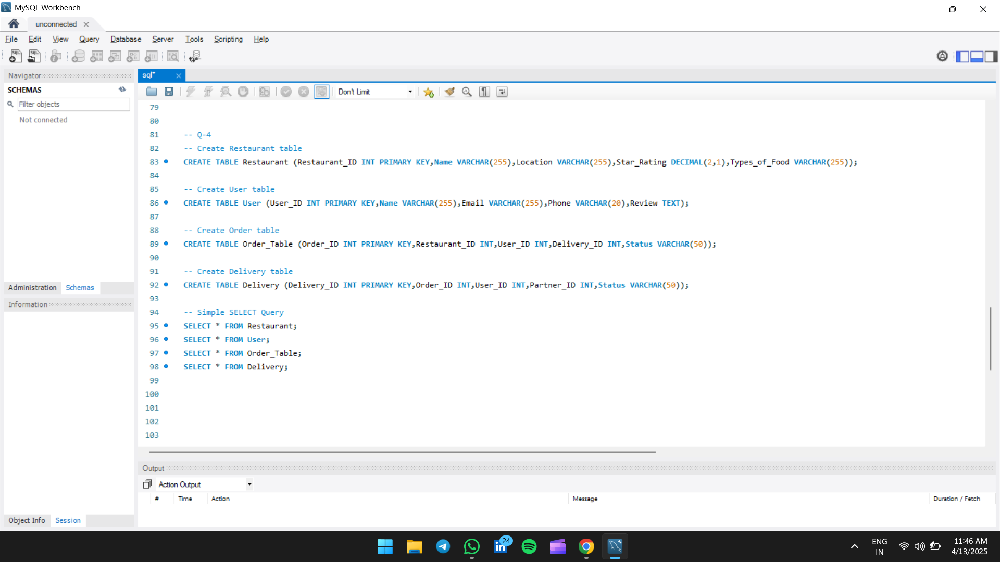 MySQL Workbench
unconnected
File Edit View Query Database Server Tools Scripting Help
SQL SQL
Navigator
SCHEMAS
Filter objects
Not connected
Administration Schemas
Information
Object Info Session
sql*
Don't Limit
79
80
81 -- Q-4
82 -- Create Restaurant table
83 CREATE TABLE Restaurant (Restaurant_ID INT PRIMARY KEY,Name VARCHAR(255),Location VARCHAR(255),Star_Rating DECIMAL(2,1),Types_of_Food VARCHAR(255));
84
85 -- Create User table
86 CREATE TABLE User (User_ID INT PRIMARY KEY,Name VARCHAR(255),Email VARCHAR(255),Phone VARCHAR(20),Review TEXT);
87
88 -- Create Order table
89 CREATE TABLE Order_Table (Order_ID INT PRIMARY KEY,Restaurant_ID INT,User_ID INT,Delivery_ID INT,Status VARCHAR(50));
90
91 -- Create Delivery table
92 CREATE TABLE Delivery (Delivery_ID INT PRIMARY KEY,Order_ID INT,User_ID INT,Partner_ID INT,Status VARCHAR(50));
93
94 -- Simple SELECT Query
95 SELECT * FROM Restaurant;
96 SELECT * FROM User;
97 SELECT * FROM Order_Table;
98 SELECT * FROM Delivery;
99
100
101
102
103
Output
Action Output
# Time Action Message Duration / Fetch
24
ENG
IN
11:46 AM
4/13/2025